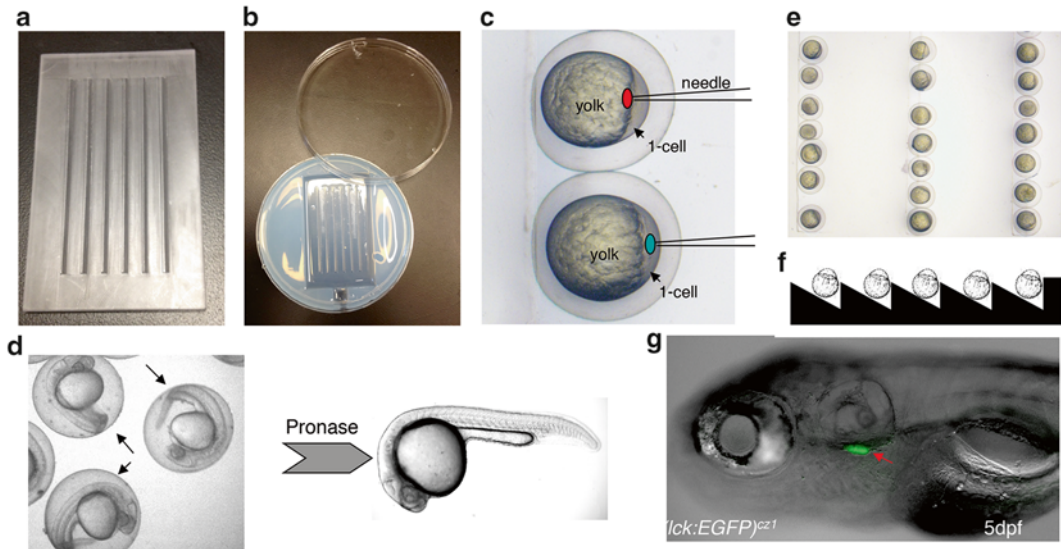 a
b
c
needle
yolk
1-cell
yolk
1-cell
e
f
d
Pronase
g
(lck:EGFP)cz1
5dpf